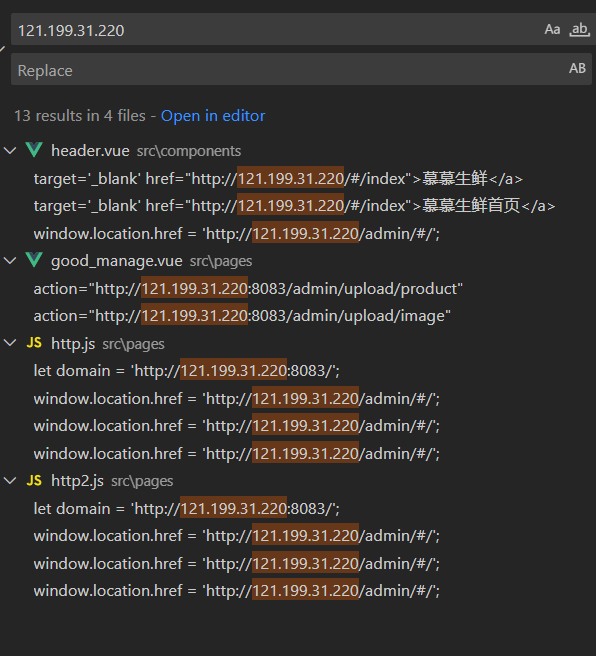 121.199.31.220
Aa ab
Replace
AB
13 results in 4 files - Open in editor
header.vue src\components
target='_blank' href="http://121.199.31.220/#/index">慕慕生鲜</a>
target='_blank' href="http://121.199.31.220/#/index">慕慕生鲜首页</a>
window.location.href = 'http://121.199.31.220/admin/#/';
good_manage.vue src\pages
action="http://121.199.31.220:8083/admin/upload/product"
action="http://121.199.31.220:8083/admin/upload/image"
JS http.js src\pages
let domain = 'http://121.199.31.220:8083/';
window.location.href = 'http://121.199.31.220/admin/#/';
window.location.href = 'http://121.199.31.220/admin/#/';
window.location.href = 'http://121.199.31.220/admin/#/';
JS http2.js src\pages
let domain = 'http://121.199.31.220:8083/';
window.location.href = 'http://121.199.31.220/admin/#/';
window.location.href = 'http://121.199.31.220/admin/#/';
window.location.href = 'http://121.199.31.220/admin/#/';